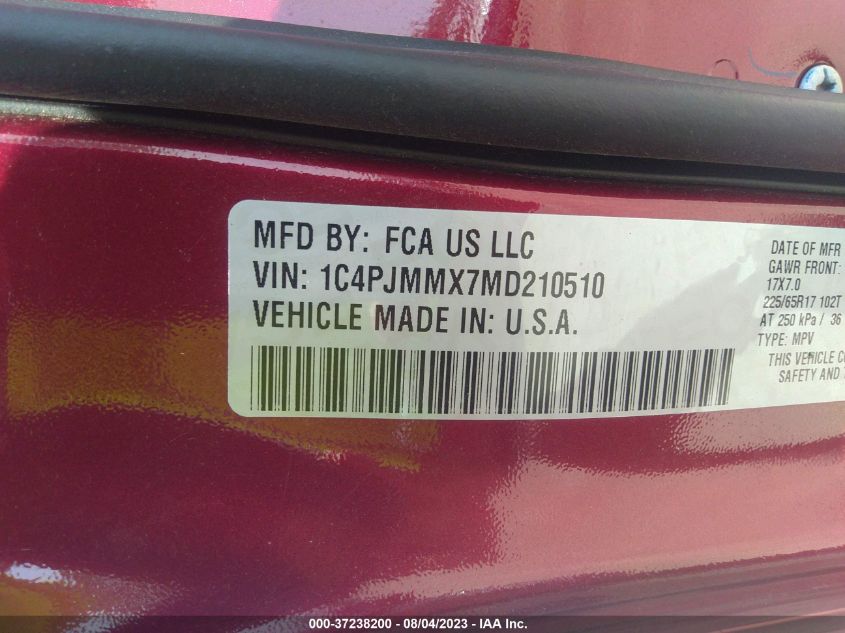 MFD BY: FCA US LLC
VIN: 1C4PJMMX7MD210510
VEHICLE MADE IN: U.S.A.
DATE OF MFR
GAWR FRONT:
17X7.0
225/65R17 102T
AT 250 kPa / 36
TYPE: MPV
THIS VEHICLE
SAFETY AND
000-37238200 - 08/04/2023 - IAA Inc.